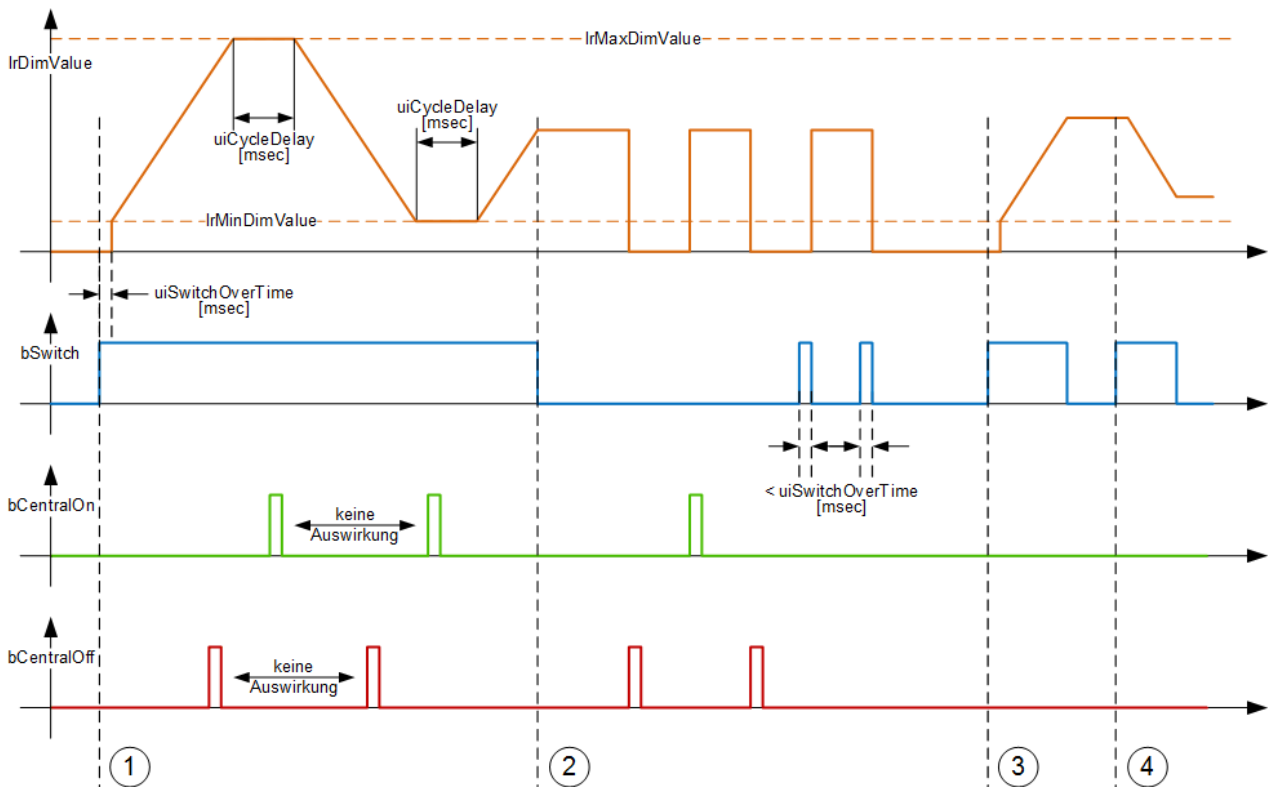 lrMaxDimValue
lrDimValue
uiCycleDelay
[msec]
uiCycleDelay
[msec]
lrMinDimValue
uiSwitchOverTime
[msec]
bSwitch
< uiSwitchOverTime
[msec]
bCentralOn
keine
Auswirkung
bCentralOff
keine
Auswirkung
1
2
3
4